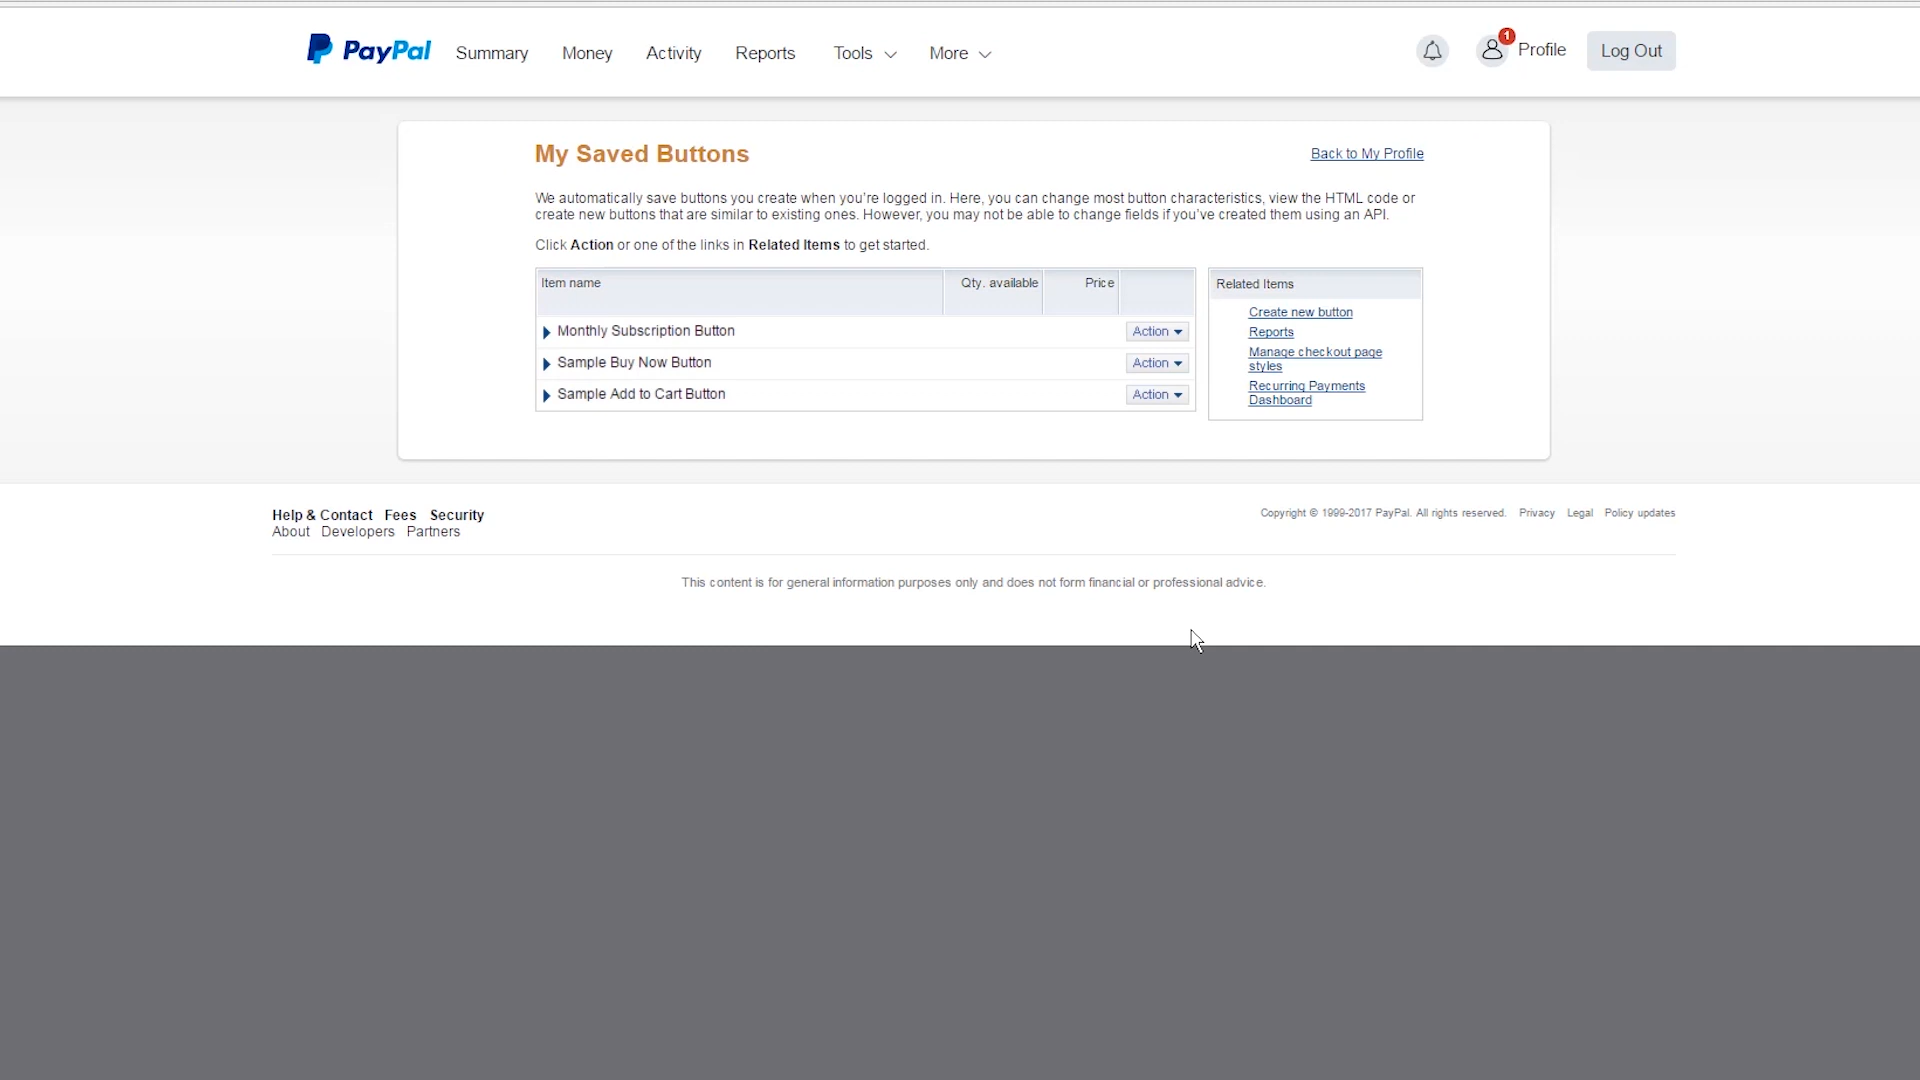 PayPal Summary Money Activity Reports Tools More 1 Profile Log Out
My Saved Buttons
Back to My Profile
We automatically save buttons you create when you're logged in. Here, you can change most button characteristics, view the HTML code or
create new buttons that are similar to existing ones. However, you may not be able to change fields if you've created them using an API.
Click Action or one of the links in Related Items to get started.
Item name Qty. available Price
Monthly Subscription Button Action
Sample Buy Now Button Action
Sample Add to Cart Button Action
Related Items
Create new button
Reports
Manage checkout page
styles
Recurring Payments
Dashboard
Help & Contact Fees Security
About Developers Partners
Copyright © 1999-2017 PayPal. All rights reserved. Privacy Legal Policy updates
This content is for general information purposes only and does not form financial or professional advice.